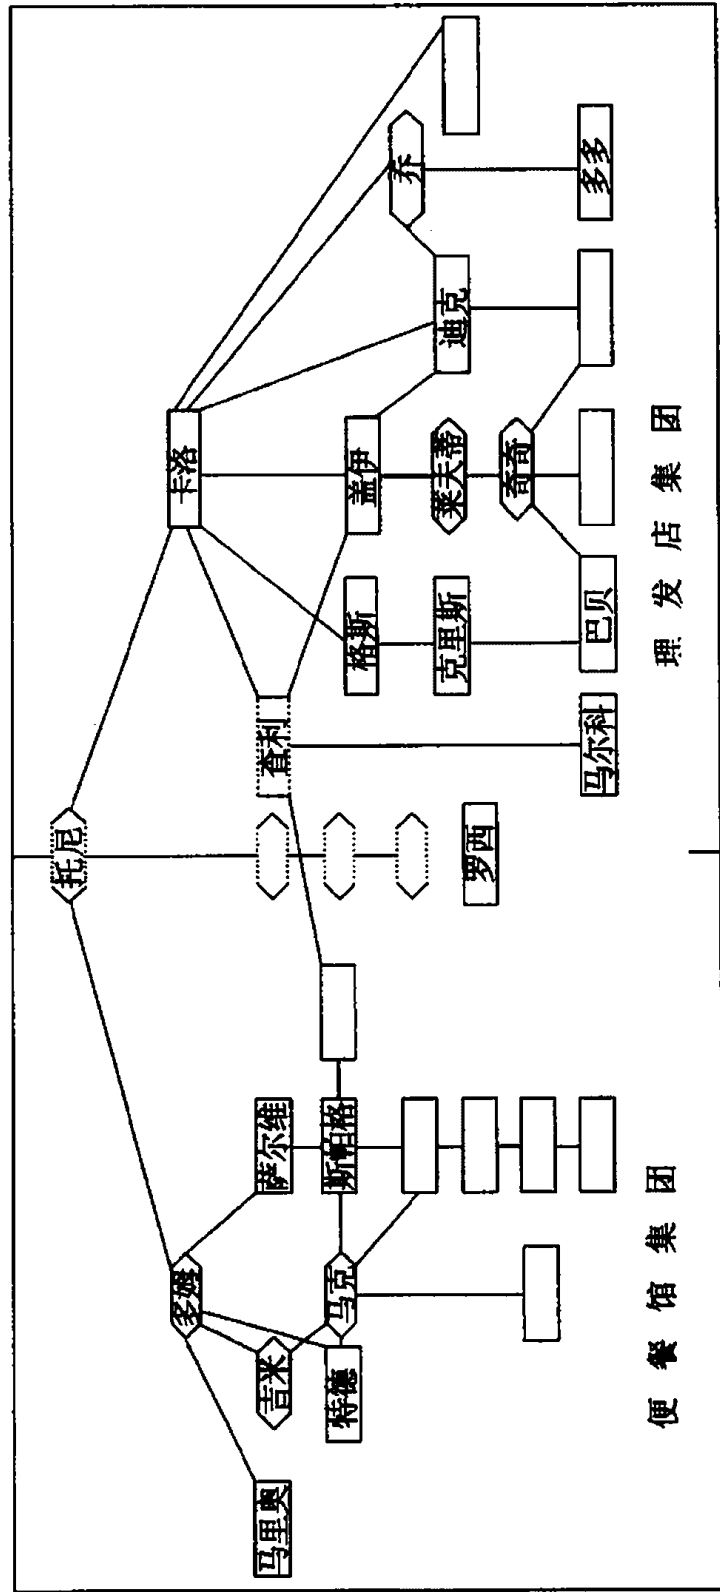 托尼
多姆
卡洛
马里奥
吉米
萨尔维
查利
特德
马克
斯帕格
格斯
盖伊
罗西
克里斯
莱夫蒂
迪克
乔
奇奇
马尔科
巴贝
多多
便餐馆集团
理发店集团